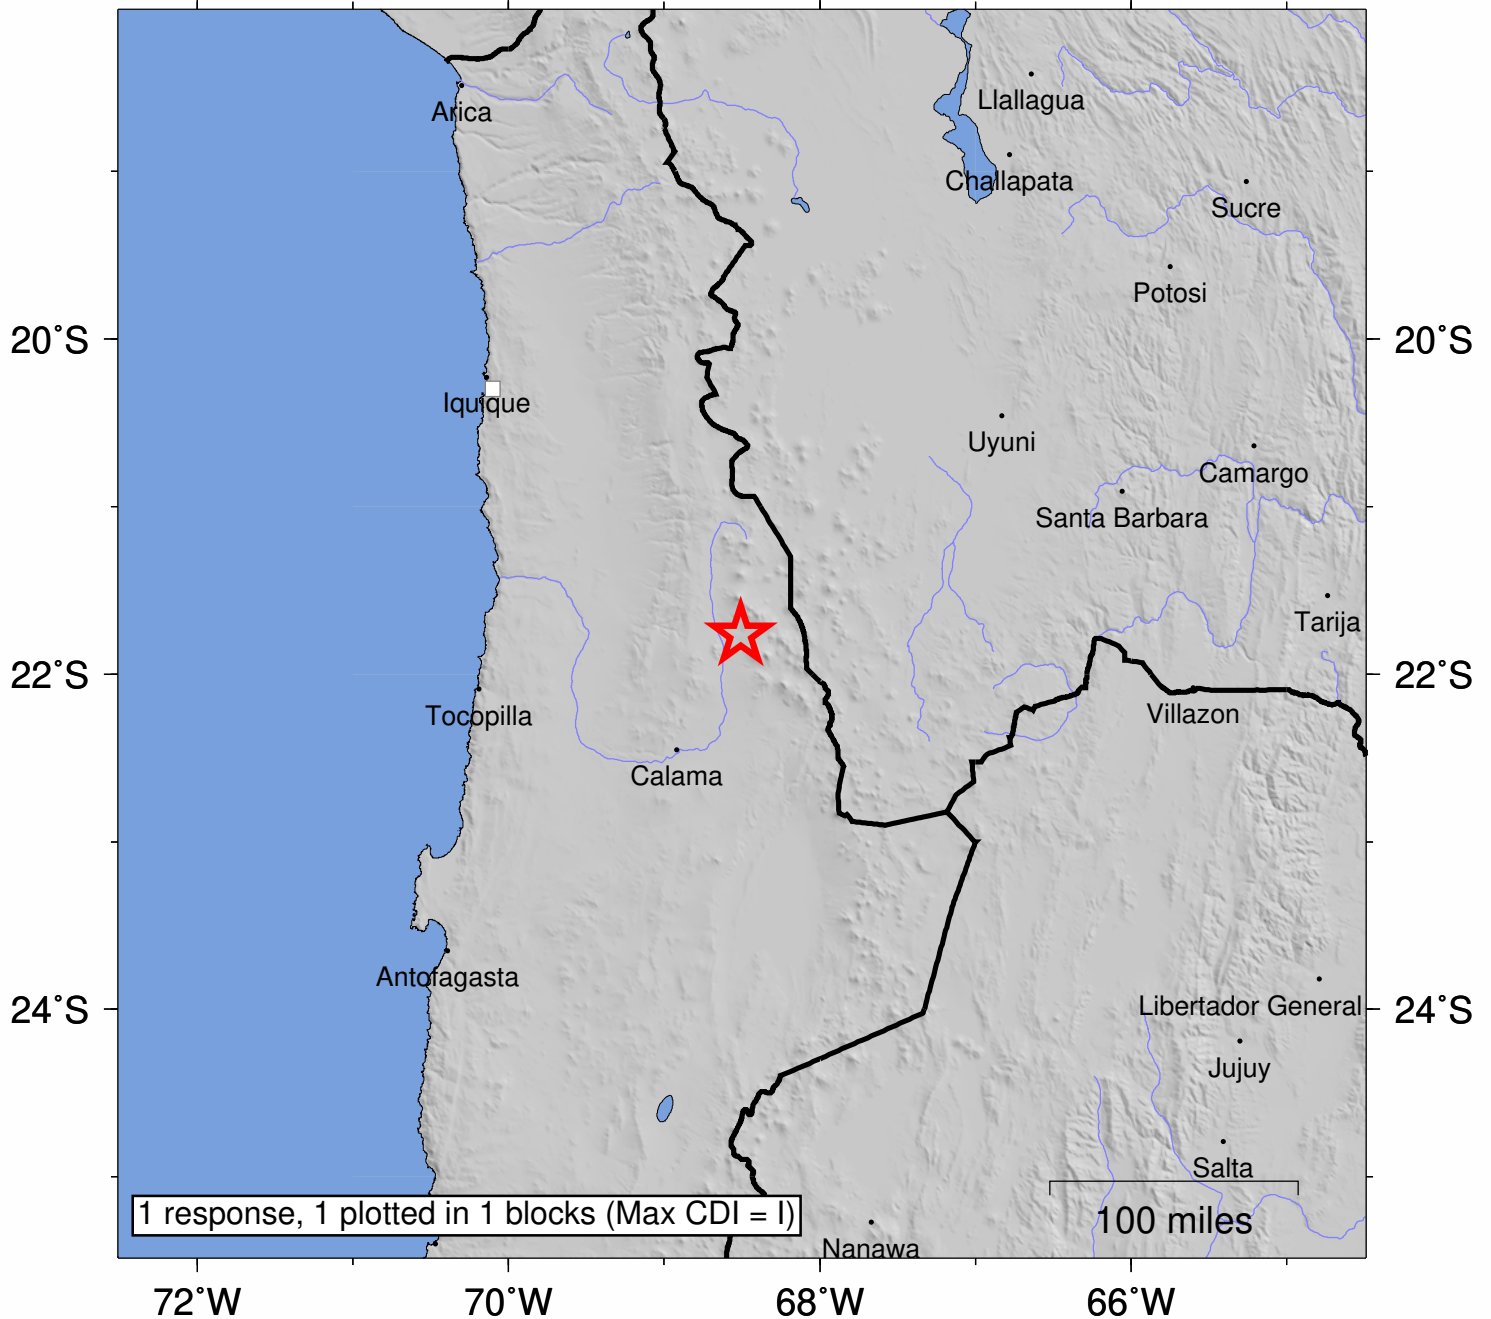 Llallagua
Arica
Challapata
Sucre
Potosi
20°S
20°S
Iquique
Uyuni
Camargo
Santa Barbara
Tarija
22°S
22°S
Tocopilla
Villazon
Calama
Antofagasta
24°S
24°S
Libertador General
Jujuy
Salta
1 response, 1 plotted in 1 blocks (Max CDI = I)
100 miles
Nanawa
72°W
70°W
68°W
66°W